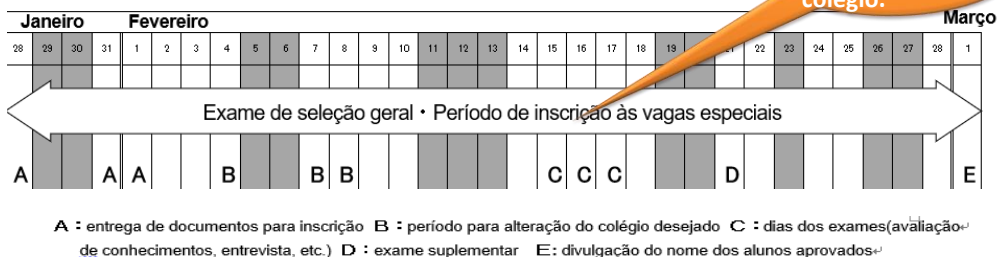 colégio.
Janeiro Fevereiro Março
28 29 30 31 1 2 3 4 5 6 7 8 9 10 11 12 13 14 15 16 17 18 19 22 23 24 25 26 27 28 1
Exame de seleção geral・Período de inscrição às vagas especiais
A A A B B B C C C D E
A：entrega de documentos para inscrição B：período para alteração do colégio desejado C：dias dos exames(avaliação↵
de conhecimentos, entrevista, etc.) D：exame suplementar E: divulgação do nome dos alunos aprovados↵